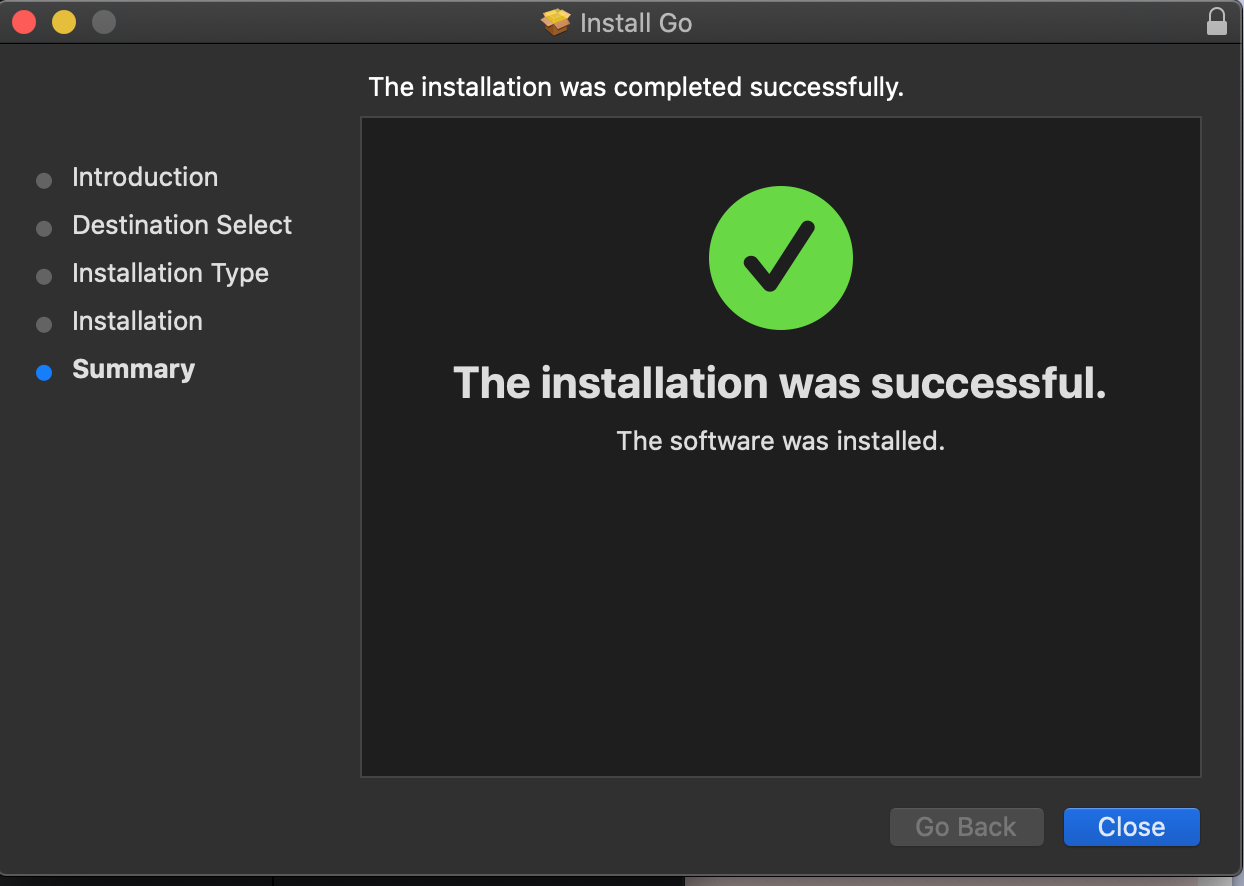 Install Go
The installation was completed successfully.
Introduction
Destination Select
Installation Type
Installation
Summary
The installation was successful.
The software was installed.
Go Back
Close